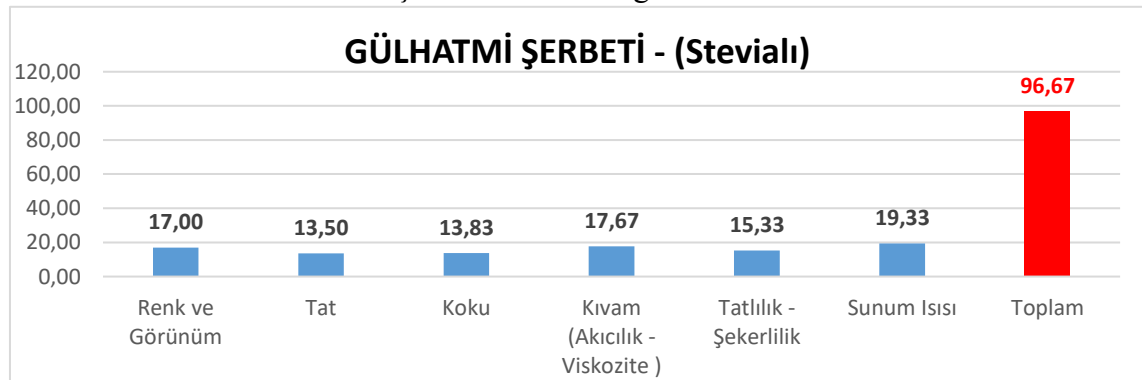 GÜLHATMİ ŞERBETİ - (Stevialı)
120,00
100,00
80,00
60,00
40,00
20,00
0,00
17,00
13,50
13,83
17,67
15,33
19,33
96,67
Renk ve
Görünüm
Tat
Koku
Kıvam
(Akıcılık -
Viskozite )
Tatlılık -
Şekerlilik
Sunum Isısı
Toplam